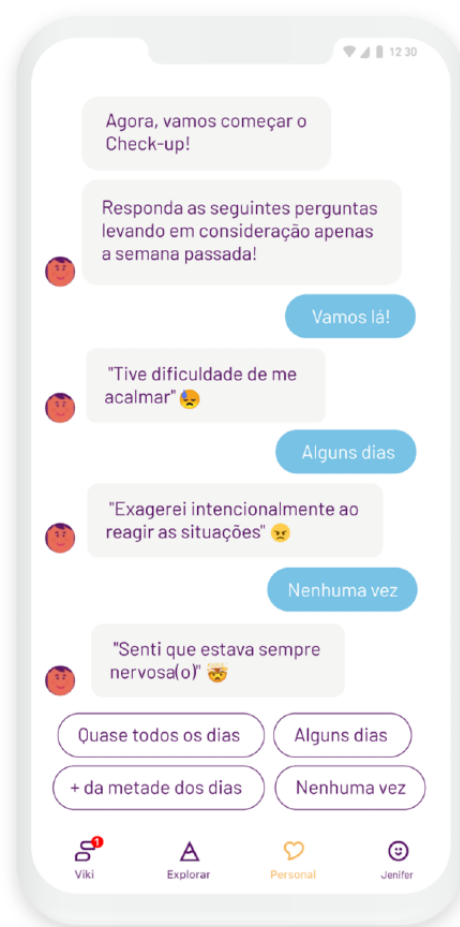 12 30
Agora, vamos começar o
Check-up!
Responda as seguintes perguntas
levando em consideração apenas
a semana passada!
Vamos lá!
"Tive dificuldade de me
acalmar" 😓
Alguns dias
"Exagerei intencionalmente ao
reagir as situações" 😠
Nenhuma vez
"Senti que estava sempre
nervosa(o)" 🤯
Quase todos os dias
Alguns dias
+ da metade dos dias
Nenhuma vez
1
Viki
Explorar
Personal
Jenifer